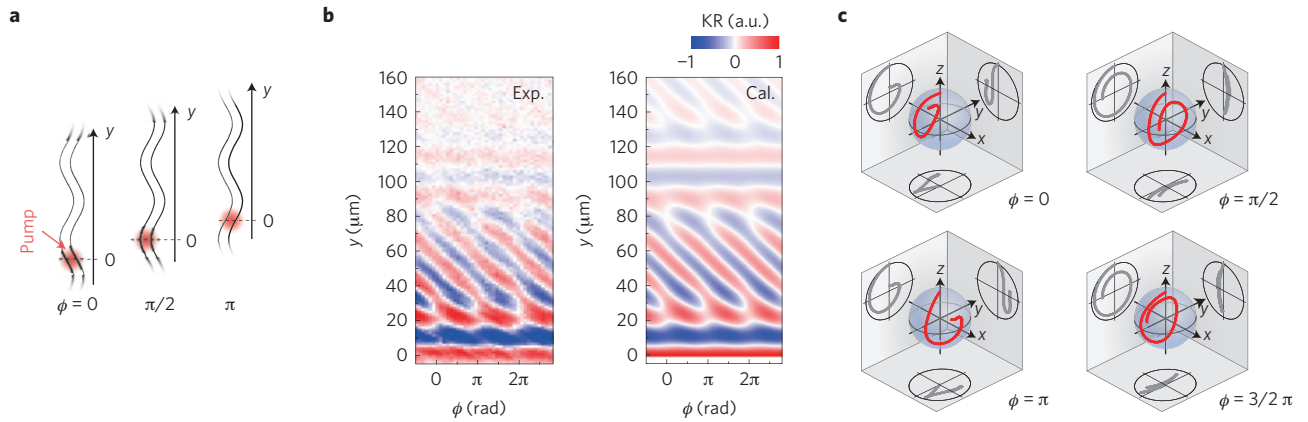 a
y
y
y
Pump
0
0
0
ϕ = 0
π/2
π
b
KR (a.u.)
−1
0
1
Exp.
Cal.
160
140
120
100
80
60
40
20
0
y (μm)
0
π
2π
ϕ (rad)
160
140
120
100
80
60
40
20
0
y (μm)
0
π
2π
ϕ (rad)
c
z
y
x
ϕ = 0
z
y
x
ϕ = π/2
z
y
x
ϕ = π
z
y
x
ϕ = 3/2 π